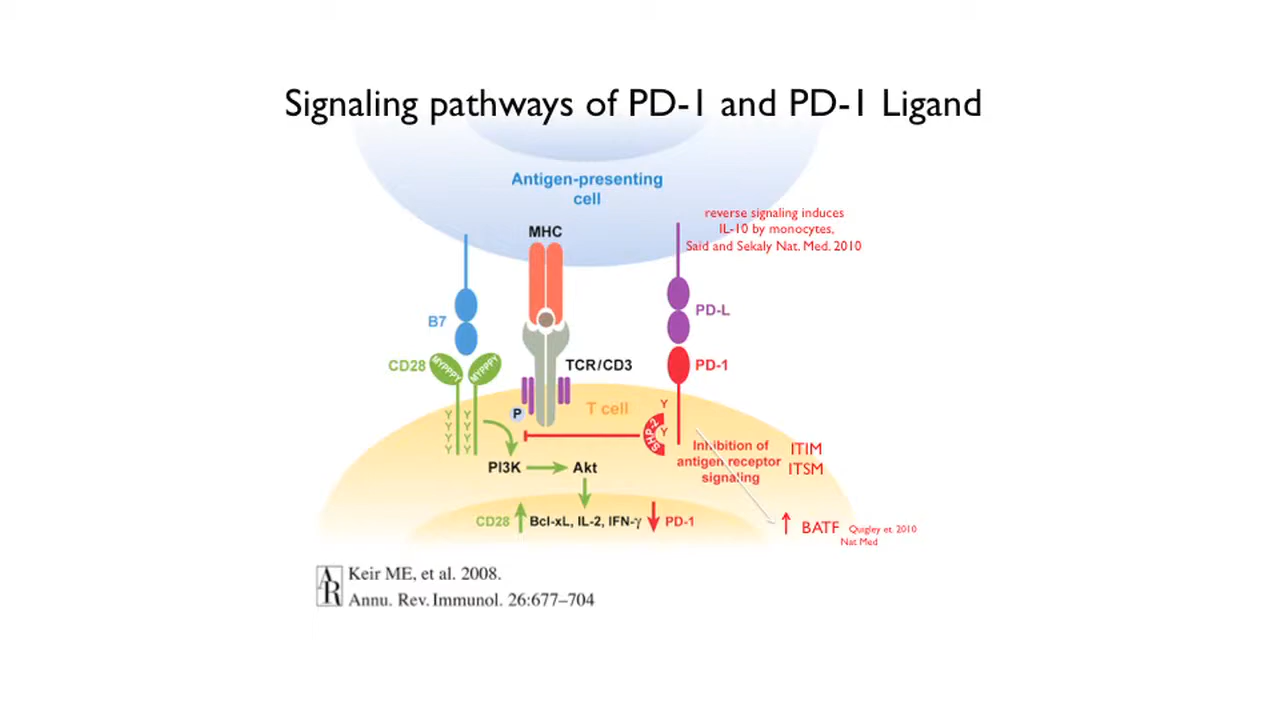 Signaling pathways of PD-1 and PD-1 Ligand
Antigen-presenting
cell
reverse signaling induces
IL-10 by monocytes,
Said and Sekaly Nat. Med. 2010
MHC
B7
PD-L
CD28
MYPPPY
MYPPPY
TCR/CD3
PD-1
T cell
P
Y
Y
Y
Y
Y
Y
Y
Y
Y
Y
SHP-2
Inhibition of
antigen receptor
signaling
ITIM
ITSM
PI3K
Akt
CD28
Bcl-xL, IL-2, IFN-γ
PD-1
BATF
Quigley et. 2010
Nat Med
AR
Keir ME, et al. 2008.
Annu. Rev. Immunol. 26:677–704